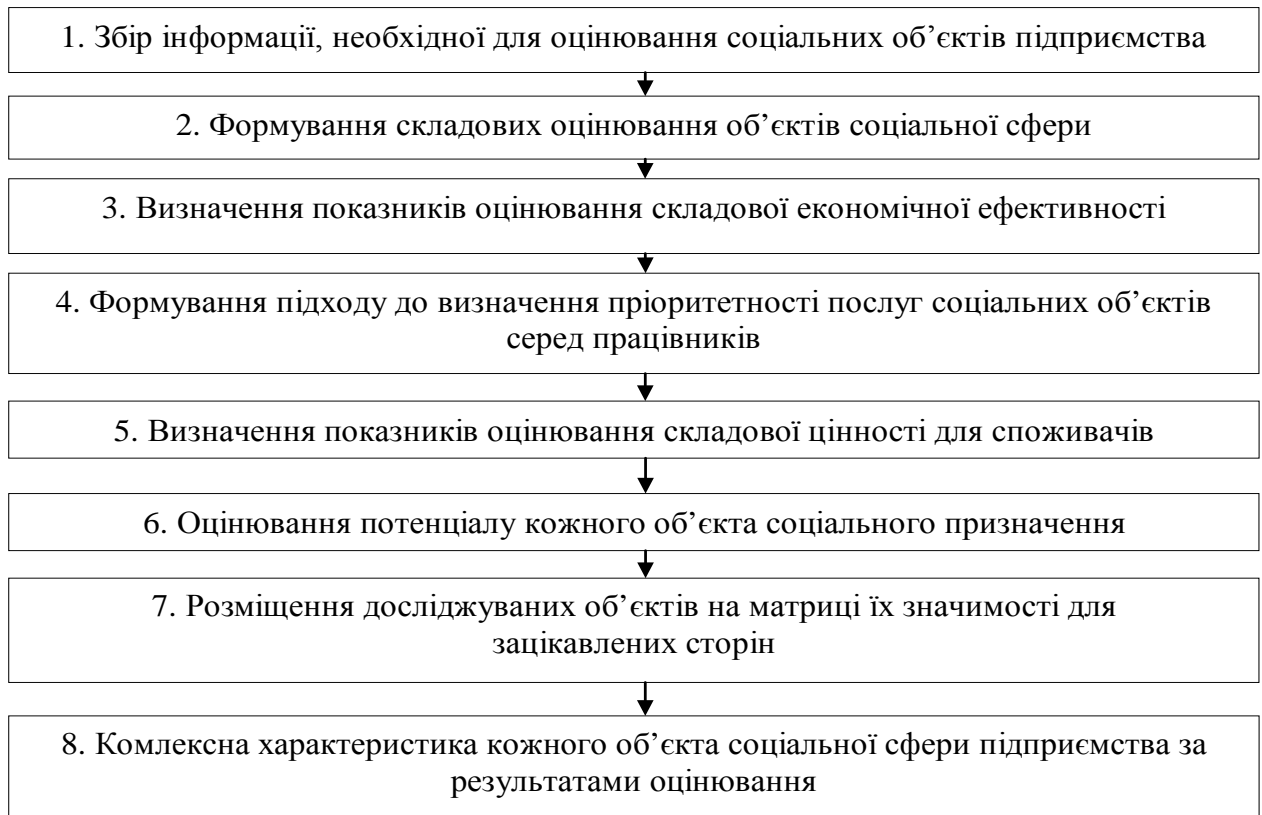 1. Збір інформації, необхідної для оцінювання соціальних об’єктів підприємства
2. Формування складових оцінювання об’єктів соціальної сфери
3. Визначення показників оцінювання складової економічної ефективності
4. Формування підходу до визначення пріоритетності послуг соціальних об’єктів
серед працівників
5. Визначення показників оцінювання складової цінності для споживачів
6. Оцінювання потенціалу кожного об’єкта соціального призначення
7. Розміщення досліджуваних об’єктів на матриці їх значимості для
зацікавлених сторін
8. Комлексна характеристика кожного об’єкта соціальної сфери підприємства за
результатами оцінювання